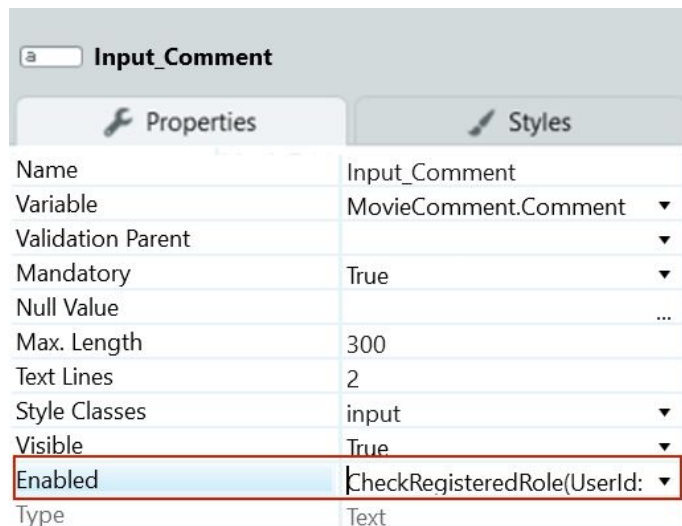 a Input_Comment
Properties Styles
Name Input_Comment
Variable MovieComment.Comment
Validation Parent
Mandatory True
Null Value ...
Max. Length 300
Text Lines 2
Style Classes input
Visible True
Enabled CheckRegisteredRole(UserId:
Type Text